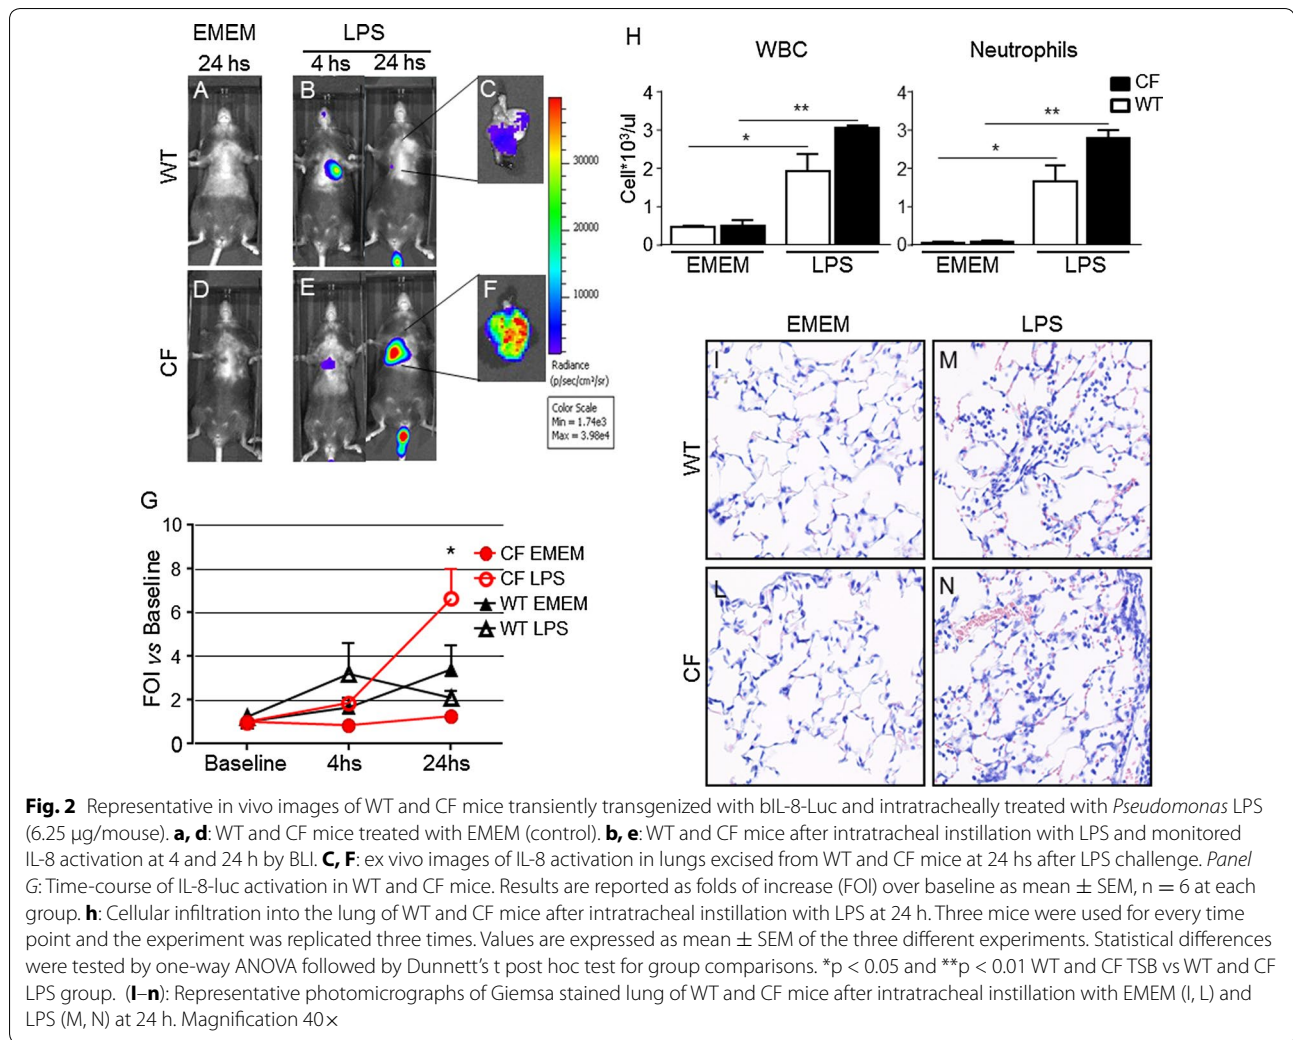 EMEM LPS
24 hs 4 hs 24 hs
A B C
WT
D E F
CF
30000
20000
10000
Radiance
(p/sec/cm²/sr)
Color Scale
Min = 1.74e3
Max = 3.98e4
G
10
8
6
4
2
0
FOI vs Baseline
*
CF EMEM
CF LPS
WT EMEM
WT LPS
Baseline 4hs 24hs
H
WBC Neutrophils
CF
WT
Cell*10³/ul
4
3
2
1
0
* **
EMEM LPS
4
3
2
1
0
* **
EMEM LPS
EMEM LPS
I M
WT
L N
CF
Fig. 2 Representative in vivo images of WT and CF mice transiently transgenized with bIL-8-Luc and intratracheally treated with Pseudomonas LPS
(6.25 µg/mouse). a, d: WT and CF mice treated with EMEM (control). b, e: WT and CF mice after intratracheal instillation with LPS and monitored
IL-8 activation at 4 and 24 h by BLI. C, F: ex vivo images of IL-8 activation in lungs excised from WT and CF mice at 24 hs after LPS challenge. Panel
G: Time-course of IL-8-luc activation in WT and CF mice. Results are reported as folds of increase (FOI) over baseline as mean ± SEM, n = 6 at each
group. h: Cellular infiltration into the lung of WT and CF mice after intratracheal instillation with LPS at 24 h. Three mice were used for every time
point and the experiment was replicated three times. Values are expressed as mean ± SEM of the three different experiments. Statistical differences
were tested by one-way ANOVA followed by Dunnett's t post hoc test for group comparisons. *p < 0.05 and **p < 0.01 WT and CF TSB vs WT and CF
LPS group. (I–n): Representative photomicrographs of Giemsa stained lung of WT and CF mice after intratracheal instillation with EMEM (I, L) and
LPS (M, N) at 24 h. Magnification 40×